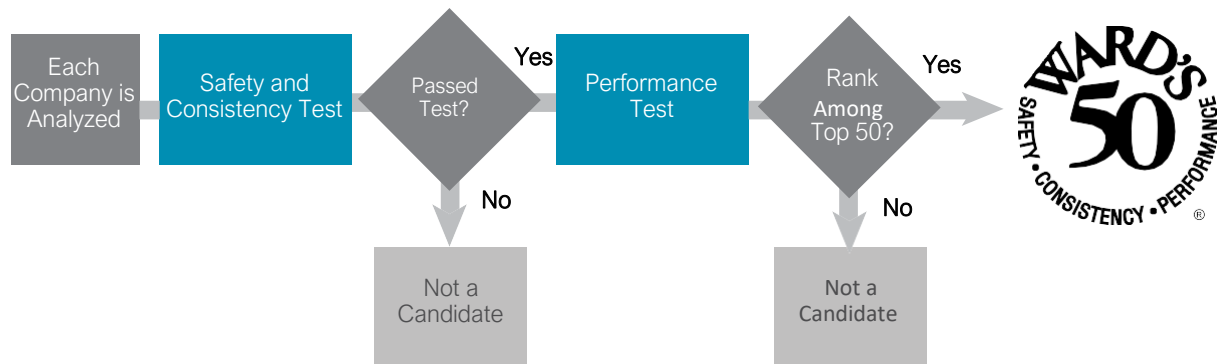 Each
Company is
Analyzed
Safety and
Consistency Test
Passed
Test?
Yes
No
Not a
Candidate
Performance
Test
Rank
Among
Top 50?
Yes
No
Not a
Candidate
WARD'S
50
SAFETY • CONSISTENCY • PERFORMANCE
®